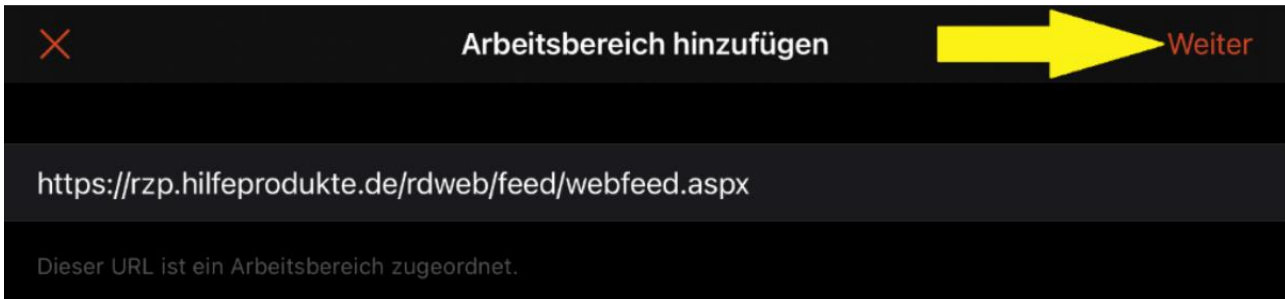 Arbeitsbereich hinzufügen Weiter
https://rzp.hilfeprodukte.de/rdweb/feed/webfeed.aspx
Dieser URL ist ein Arbeitsbereich zugeordnet.